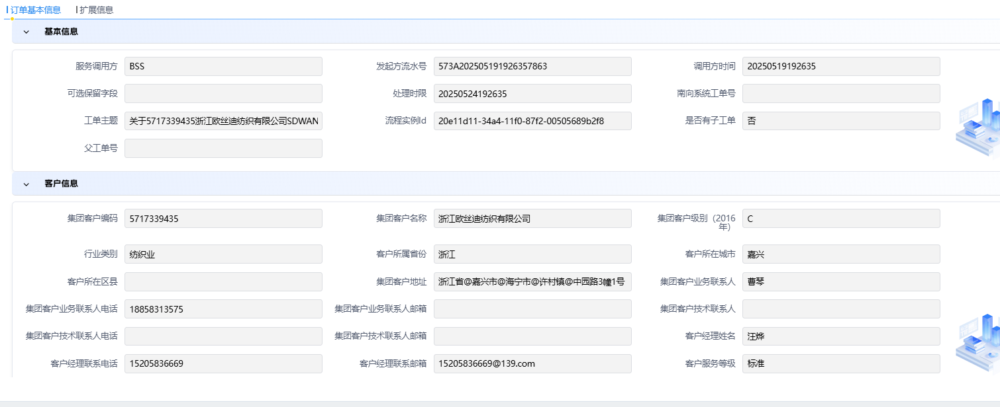 订单基本信息 扩展信息
基本信息
服务调用方 BSS 发起方流水号 573A202505191926357863 调用方时间 20250519192635
可选保留字段 处理时限 20250524192635 南向系统工单号
工单主题 关于5717339435浙江欧丝迪纺织有限公司SDWAN 流程实例Id 20e11d11-34a4-11f0-87f2-00505689b2f8 是否有子工单 否
父工单号
客户信息
集团客户编码 5717339435 集团客户名称 浙江欧丝迪纺织有限公司 集团客户级别（2016
年） C
行业类别 纺织业 客户所属省份 浙江 客户所在城市 嘉兴
客户所在区县 集团客户地址 浙江省@嘉兴市@海宁市@许村镇@中园路3幢1号 集团客户业务联系人 曹琴
集团客户业务联系人电话 18858313575 集团客户业务联系人邮箱 集团客户技术联系人
集团客户技术联系人电话 集团客户技术联系人邮箱 客户经理姓名 汪烨
客户经理联系电话 15205836669 客户经理联系邮箱 15205836669@139.com 客户服务等级 标准